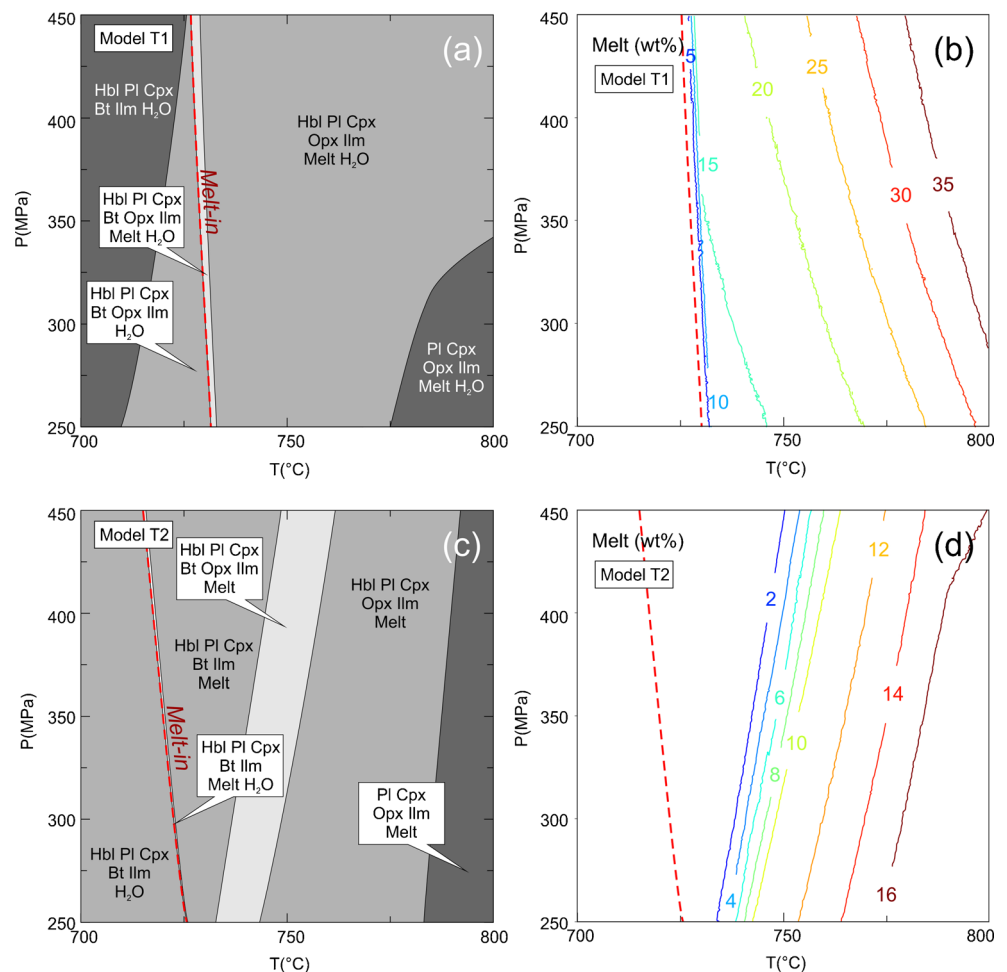 Model T1
(a)
Hbl Pl Cpx
Bt Ilm H₂O
Hbl Pl Cpx
Opx Ilm
Melt H₂O
Hbl Pl Cpx
Bt Opx Ilm
Melt H₂O
Melt-in
Hbl Pl Cpx
Bt Opx Ilm
H₂O
Pl Cpx
Opx Ilm
Melt H₂O
450
400
350
300
250
P(MPa)
700
750
800
T(°C)
Melt (wt%)
Model T1
(b)
5
15
10
20
25
30
35
450
400
350
300
250
P(MPa)
700
750
800
T(°C)
Model T2
(c)
Hbl Pl Cpx
Bt Opx Ilm
Melt
Hbl Pl Cpx
Opx Ilm
Melt
Hbl Pl Cpx
Bt Ilm
Melt
Melt-in
Hbl Pl Cpx
Bt Ilm
Melt H₂O
Pl Cpx
Opx Ilm
Melt
Hbl Pl Cpx
Bt Ilm
H₂O
450
400
350
300
250
P(MPa)
700
750
800
T(°C)
Melt (wt%)
Model T2
(d)
2
4
6
8
10
12
14
16
450
400
350
300
250
P(MPa)
700
750
800
T(°C)